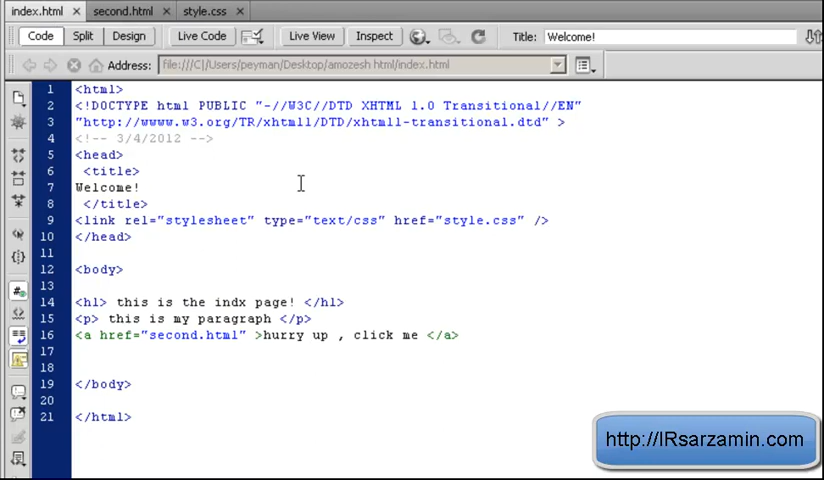 index.html × second.html × style.css ×
Code Split Design Live Code Live View Inspect Title: Welcome!
Address: file:///C|/Users/peyman/Desktop/amozesh html/index.html
1 <html>
2 <!DOCTYPE html PUBLIC "-//W3C//DTD XHTML 1.0 Transitional//EN"
3 "http://wwww.w3.org/TR/xhtml1/DTD/xhtml1-transitional.dtd" >
4 <!-- 3/4/2012 -->
5 <head>
6 <title>
7 Welcome!
8 </title>
9 <link rel="stylesheet" type="text/css" href="style.css" />
10 </head>
11
12 <body>
13
14 <h1> this is the indx page! </h1>
15 <p> this is my paragraph </p>
16 <a href="second.html" >hurry up , click me </a>
17
18
19 </body>
20
21 </html>
http://IRsarzamin.com